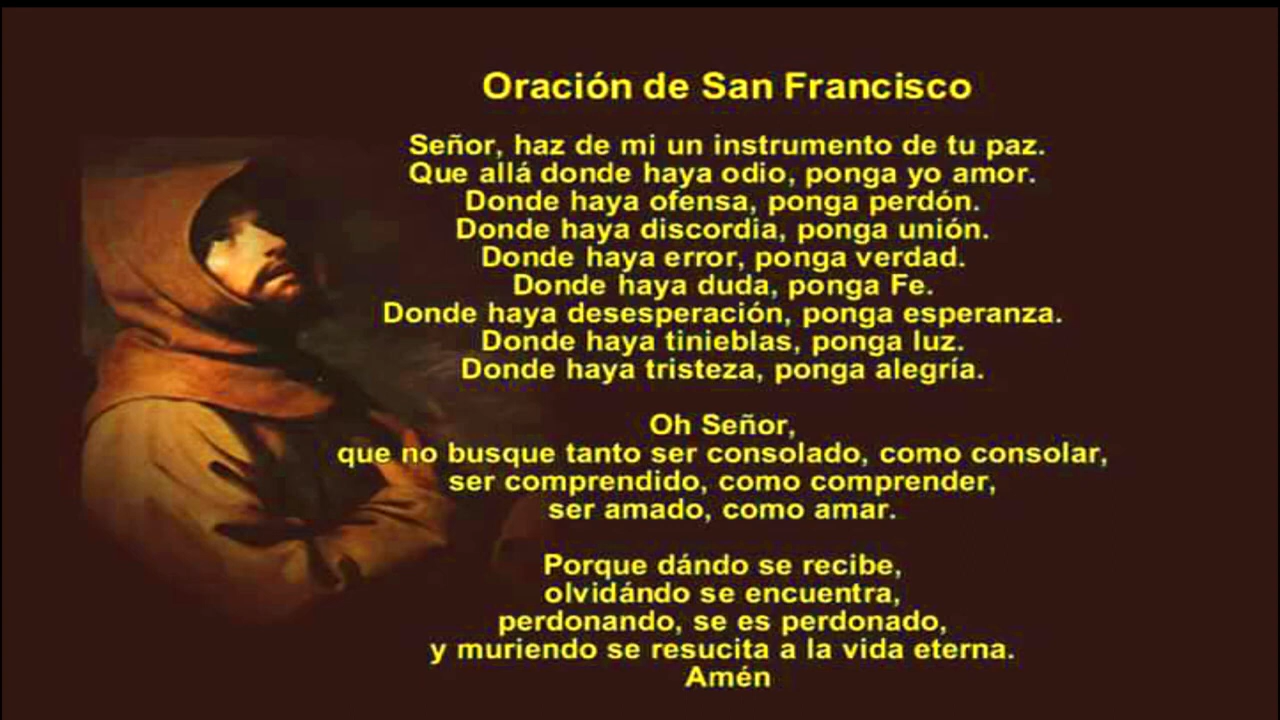 Oración de San Francisco
Señor, haz de mi un instrumento de tu paz.
Que allá donde haya odio, ponga yo amor.
Donde haya ofensa, ponga perdón.
Donde haya discordia, ponga unión.
Donde haya error, ponga verdad.
Donde haya duda, ponga Fe.
Donde haya desesperación, ponga esperanza.
Donde haya tinieblas, ponga luz.
Donde haya tristeza, ponga alegría.
Oh Señor,
que no busque tanto ser consolado, como consolar,
ser comprendido, como comprender,
ser amado, como amar.
Porque dándo se recibe,
olvidándo se encuentra,
perdonando, se es perdonado,
y muriendo se resucita a la vida eterna.
Amén